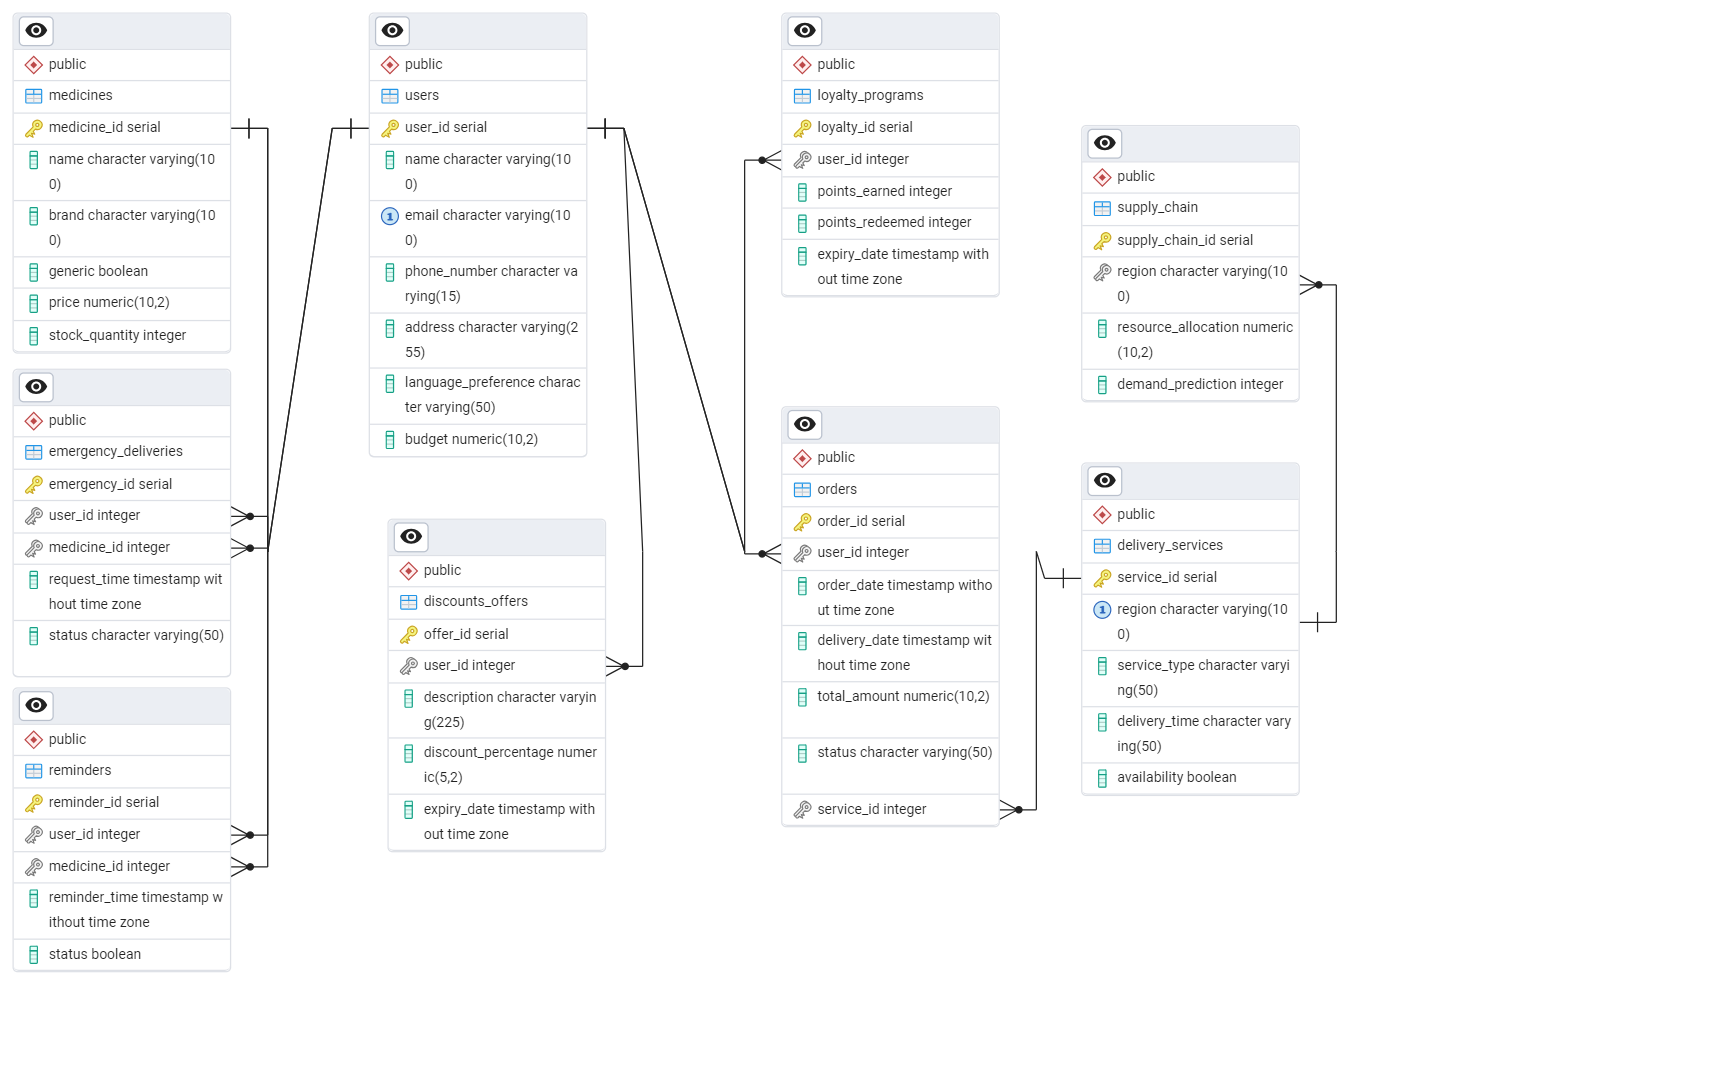 public
medicines
medicine_id serial
name character varying(10
0)
brand character varying(10
0)
generic boolean
price numeric(10,2)
stock_quantity integer
public
emergency_deliveries
emergency_id serial
user_id integer
medicine_id integer
request_time timestamp wit
hout time zone
status character varying(50)
public
reminders
reminder_id serial
user_id integer
medicine_id integer
reminder_time timestamp w
ithout time zone
status boolean
public
users
user_id serial
name character varying(10
0)
1
email character varying(10
0)
phone_number character va
rying(15)
address character varying(2
55)
language_preference charac
ter varying(50)
budget numeric(10,2)
public
discounts_offers
offer_id serial
user_id integer
description character varyin
g(225)
discount_percentage numer
ic(5,2)
expiry_date timestamp with
out time zone
public
loyalty_programs
loyalty_id serial
user_id integer
points_earned integer
points_redeemed integer
expiry_date timestamp with
out time zone
public
orders
order_id serial
user_id integer
order_date timestamp witho
ut time zone
delivery_date timestamp wit
hout time zone
total_amount numeric(10,2)
status character varying(50)
service_id integer
public
supply_chain
supply_chain_id serial
region character varying(10
0)
resource_allocation numeric
(10,2)
demand_prediction integer
public
delivery_services
service_id serial
1
region character varying(10
0)
service_type character varyi
ng(50)
delivery_time character vary
ing(50)
availability boolean